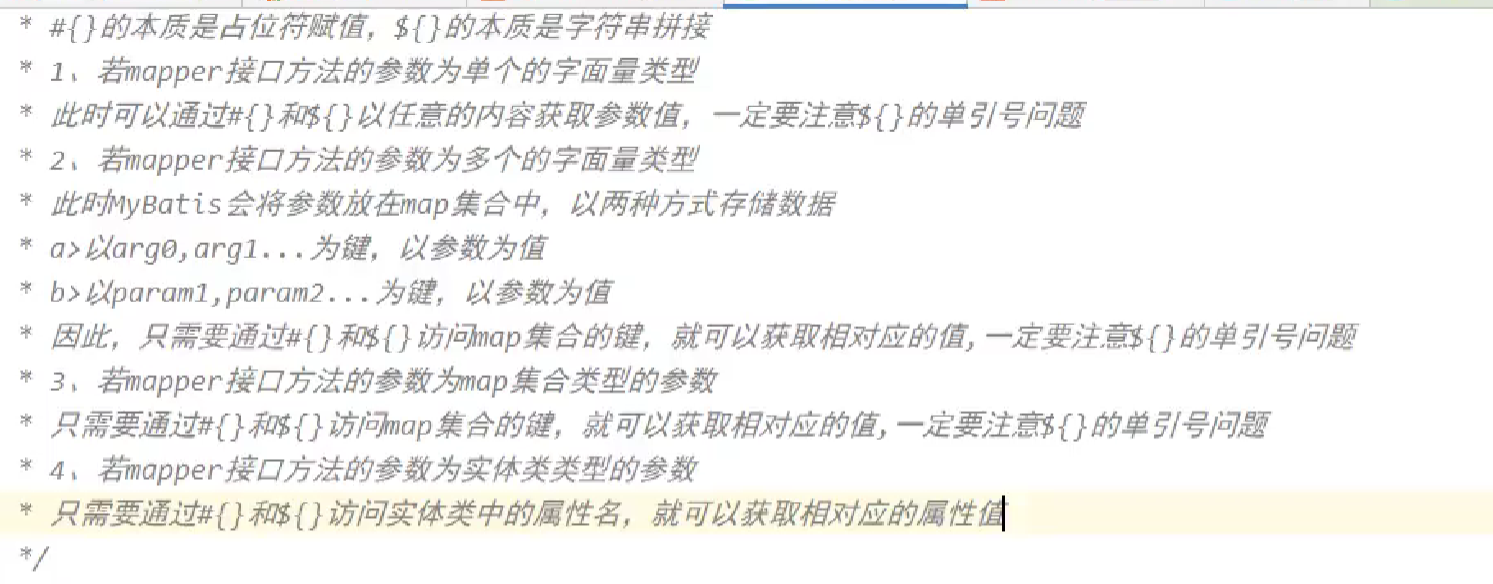 * #{}的本质是占位符赋值，${}的本质是字符串拼接
* 1、若mapper接口方法的参数为单个的字面量类型
* 此时可以通过#{}和${}以任意的内容获取参数值，一定要注意${}的单引号问题
* 2、若mapper接口方法的参数为多个的字面量类型
* 此时MyBatis会将参数放在map集合中，以两种方式存储数据
* a>以arg0,arg1...为键，以参数为值
* b>以param1,param2...为键，以参数为值
* 因此，只需要通过#{}和${}访问map集合的键，就可以获取相对应的值,一定要注意${}的单引号问题
* 3、若mapper接口方法的参数为map集合类型的参数
* 只需要通过#{}和${}访问map集合的键，就可以获取相对应的值,一定要注意${}的单引号问题
* 4、若mapper接口方法的参数为实体类类型的参数
* 只需要通过#{}和${}访问实体类中的属性名，就可以获取相对应的属性值
*/